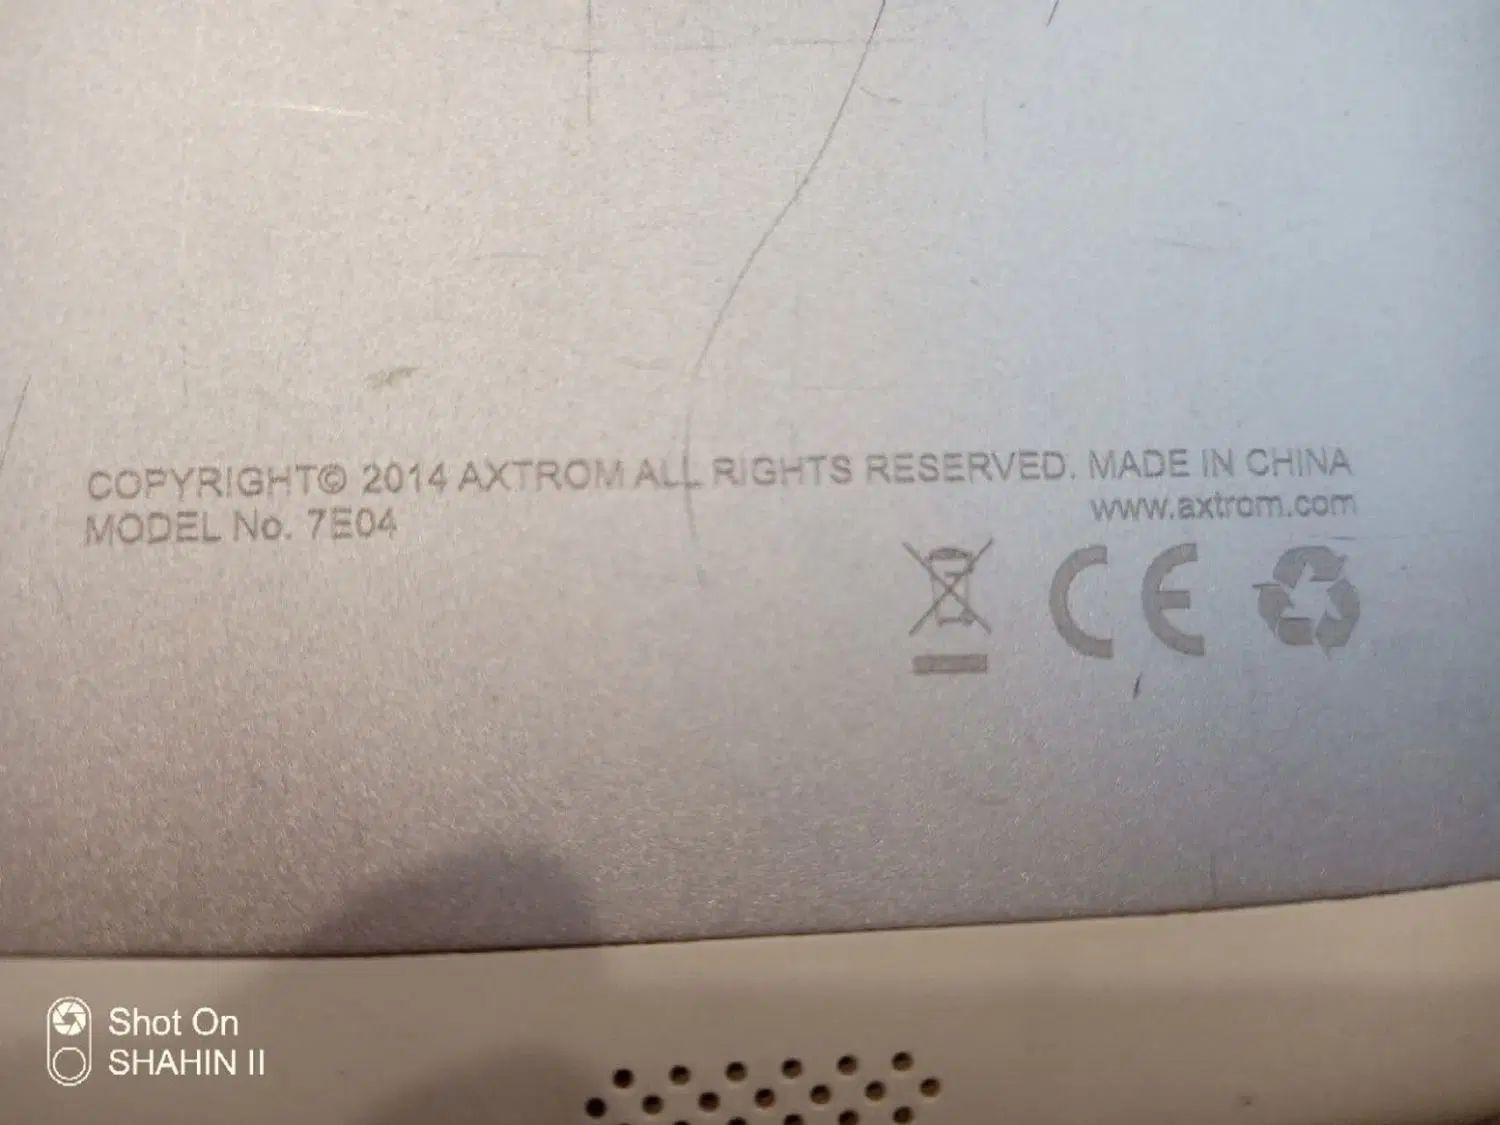 COPYRIGHT© 2014 AXTROM ALL RIGHTS RESERVED. MADE IN CHINA
www.axtrom.com
MODEL No. 7E04
CE
Shot On
SHAHIN II